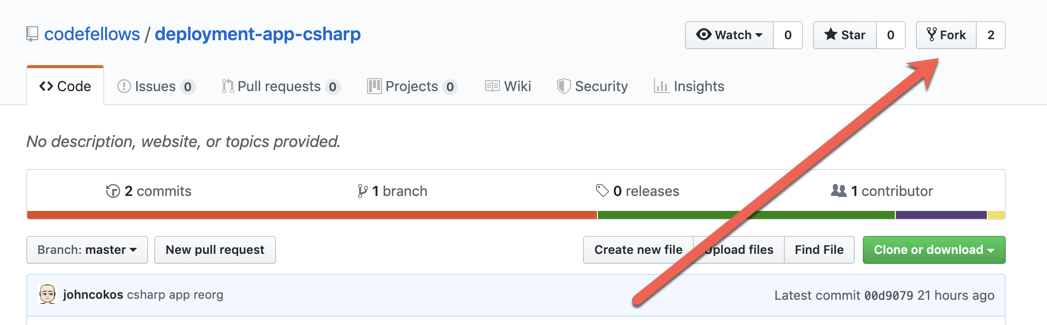 codefellows / deployment-app-csharp Watch 0 Star 0 Fork 2
Code Issues 0 Pull requests 0 Projects 0 Wiki Security Insights
No description, website, or topics provided.
2 commits 1 branch 0 releases 1 contributor
Branch: master New pull request Create new file Upload files Find File Clone or download
johncokos csharp app reorg Latest commit 00d9079 21 hours ago